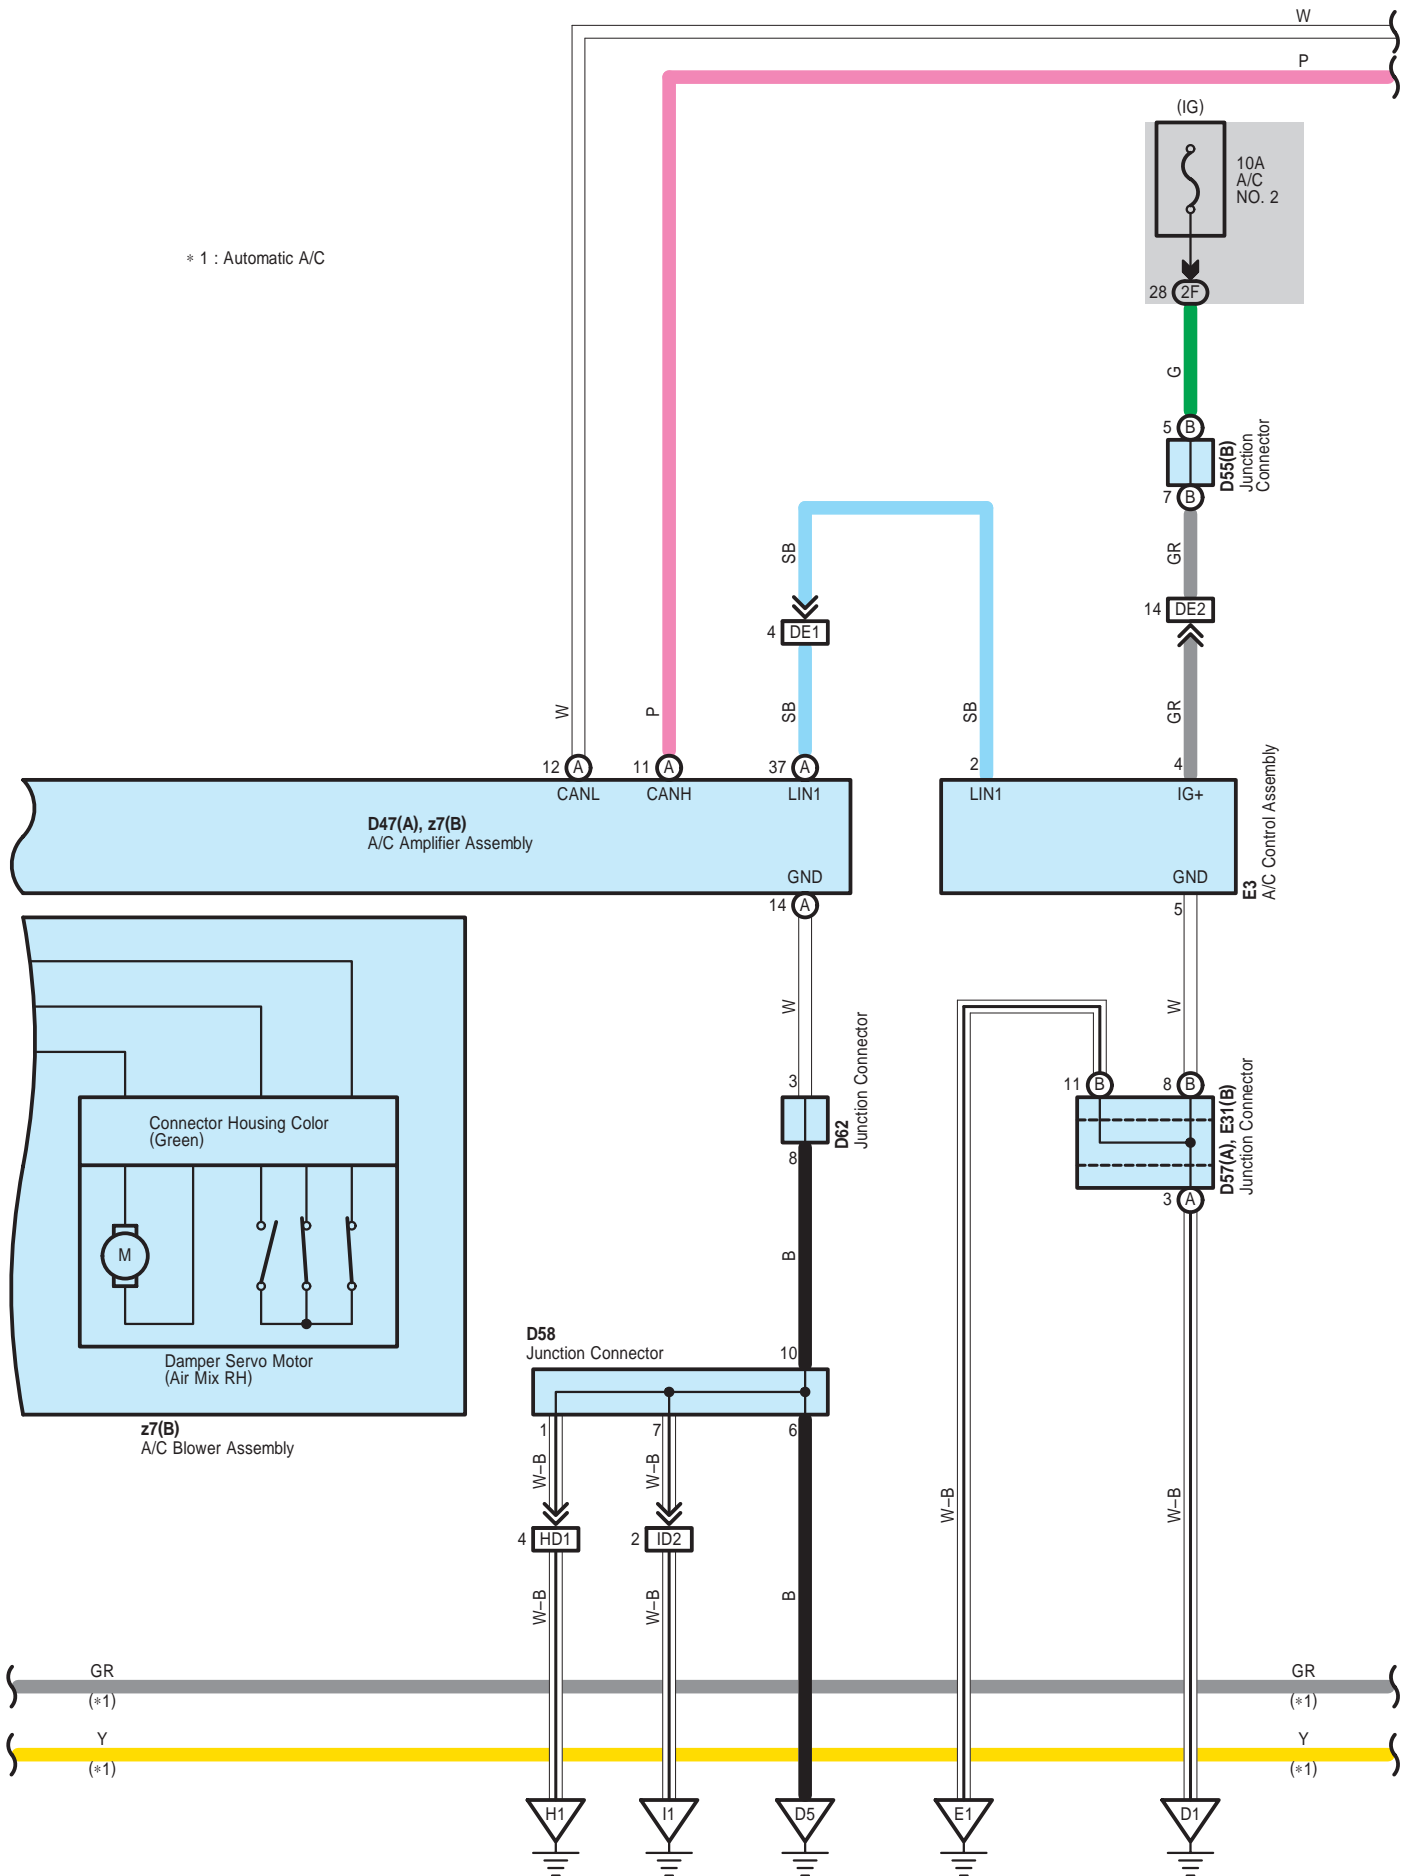 W
P
(IG)
10A
A/C
NO. 2
∗ 1 : Automatic A/C
28 2F
G
5 B
D55(B)
Junction
Connector
7 B
SB
GR
14 DE2
4 DE1
W
P
SB
SB
GR
12 A
11 A
37 A
2
4
CANL
CANH
LIN1
LIN1
IG+
D47(A), z7(B)
A/C Amplifier Assembly
GND
GND
E3
A/C Control Assembly
14 A
5
W
W
3
D62
Junction Connector
8
11 B
8 B
D57(A), E31(B)
Junction Connector
3 A
Connector Housing Color
(Green)
M
B
Damper Servo Motor
(Air Mix RH)
z7(B)
A/C Blower Assembly
D58
Junction Connector
10
1
7
6
W–B
W–B
W–B
W–B
4 HD1
2 ID2
W–B
W–B
B
GR
(∗1)
GR
(∗1)
Y
(∗1)
Y
(∗1)
H1
I1
D5
E1
D1